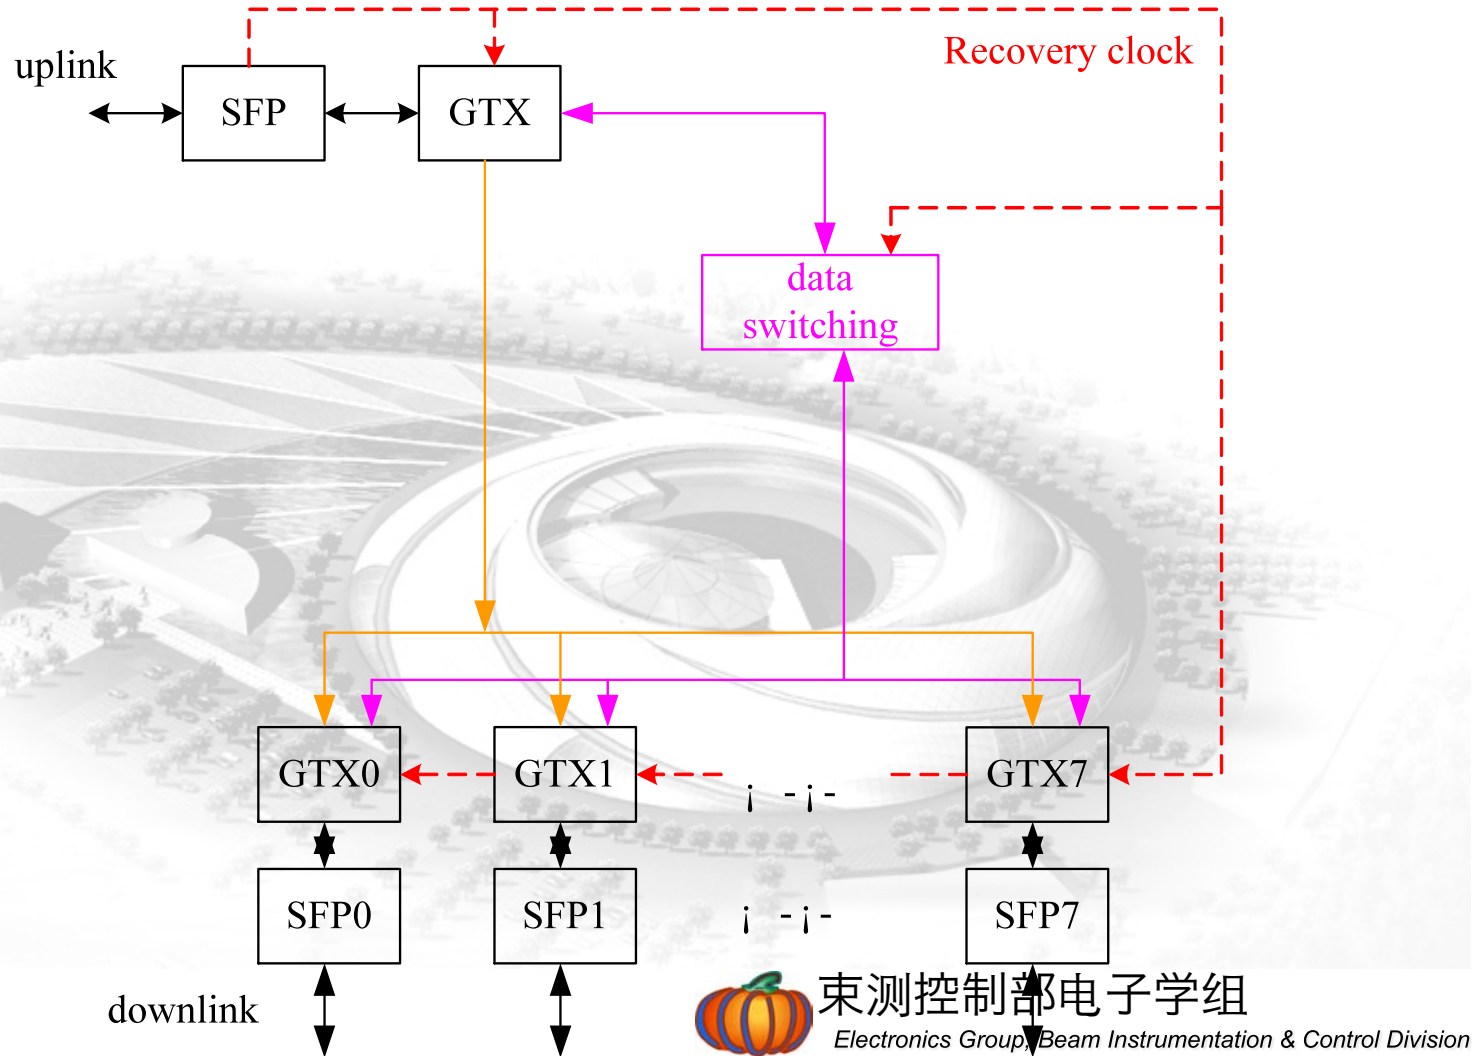 Recovery clock
uplink
SFP
GTX
data
switching
GTX0
GTX1
¡ -¡ -
GTX7
SFP0
SFP1
¡ -¡ -
SFP7
downlink
束测控制部电子学组
Electronics Group, Beam Instrumentation & Control Division